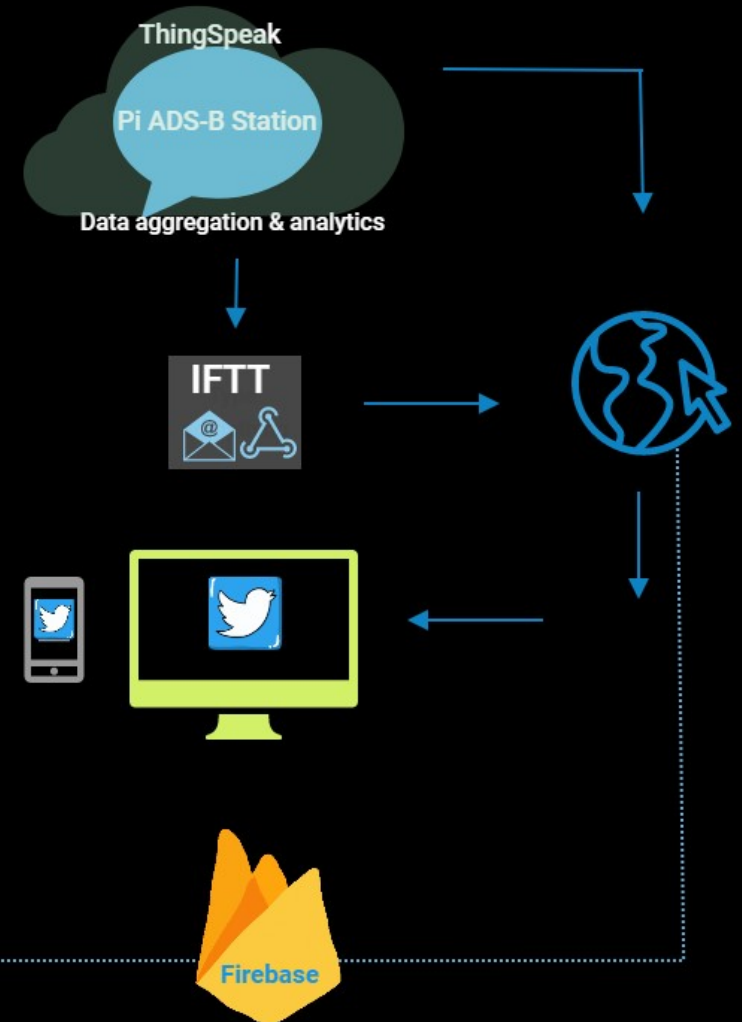 ThingSpeak
Pi ADS-B Station
Data aggregation & analytics
IFTT
@
Firebase